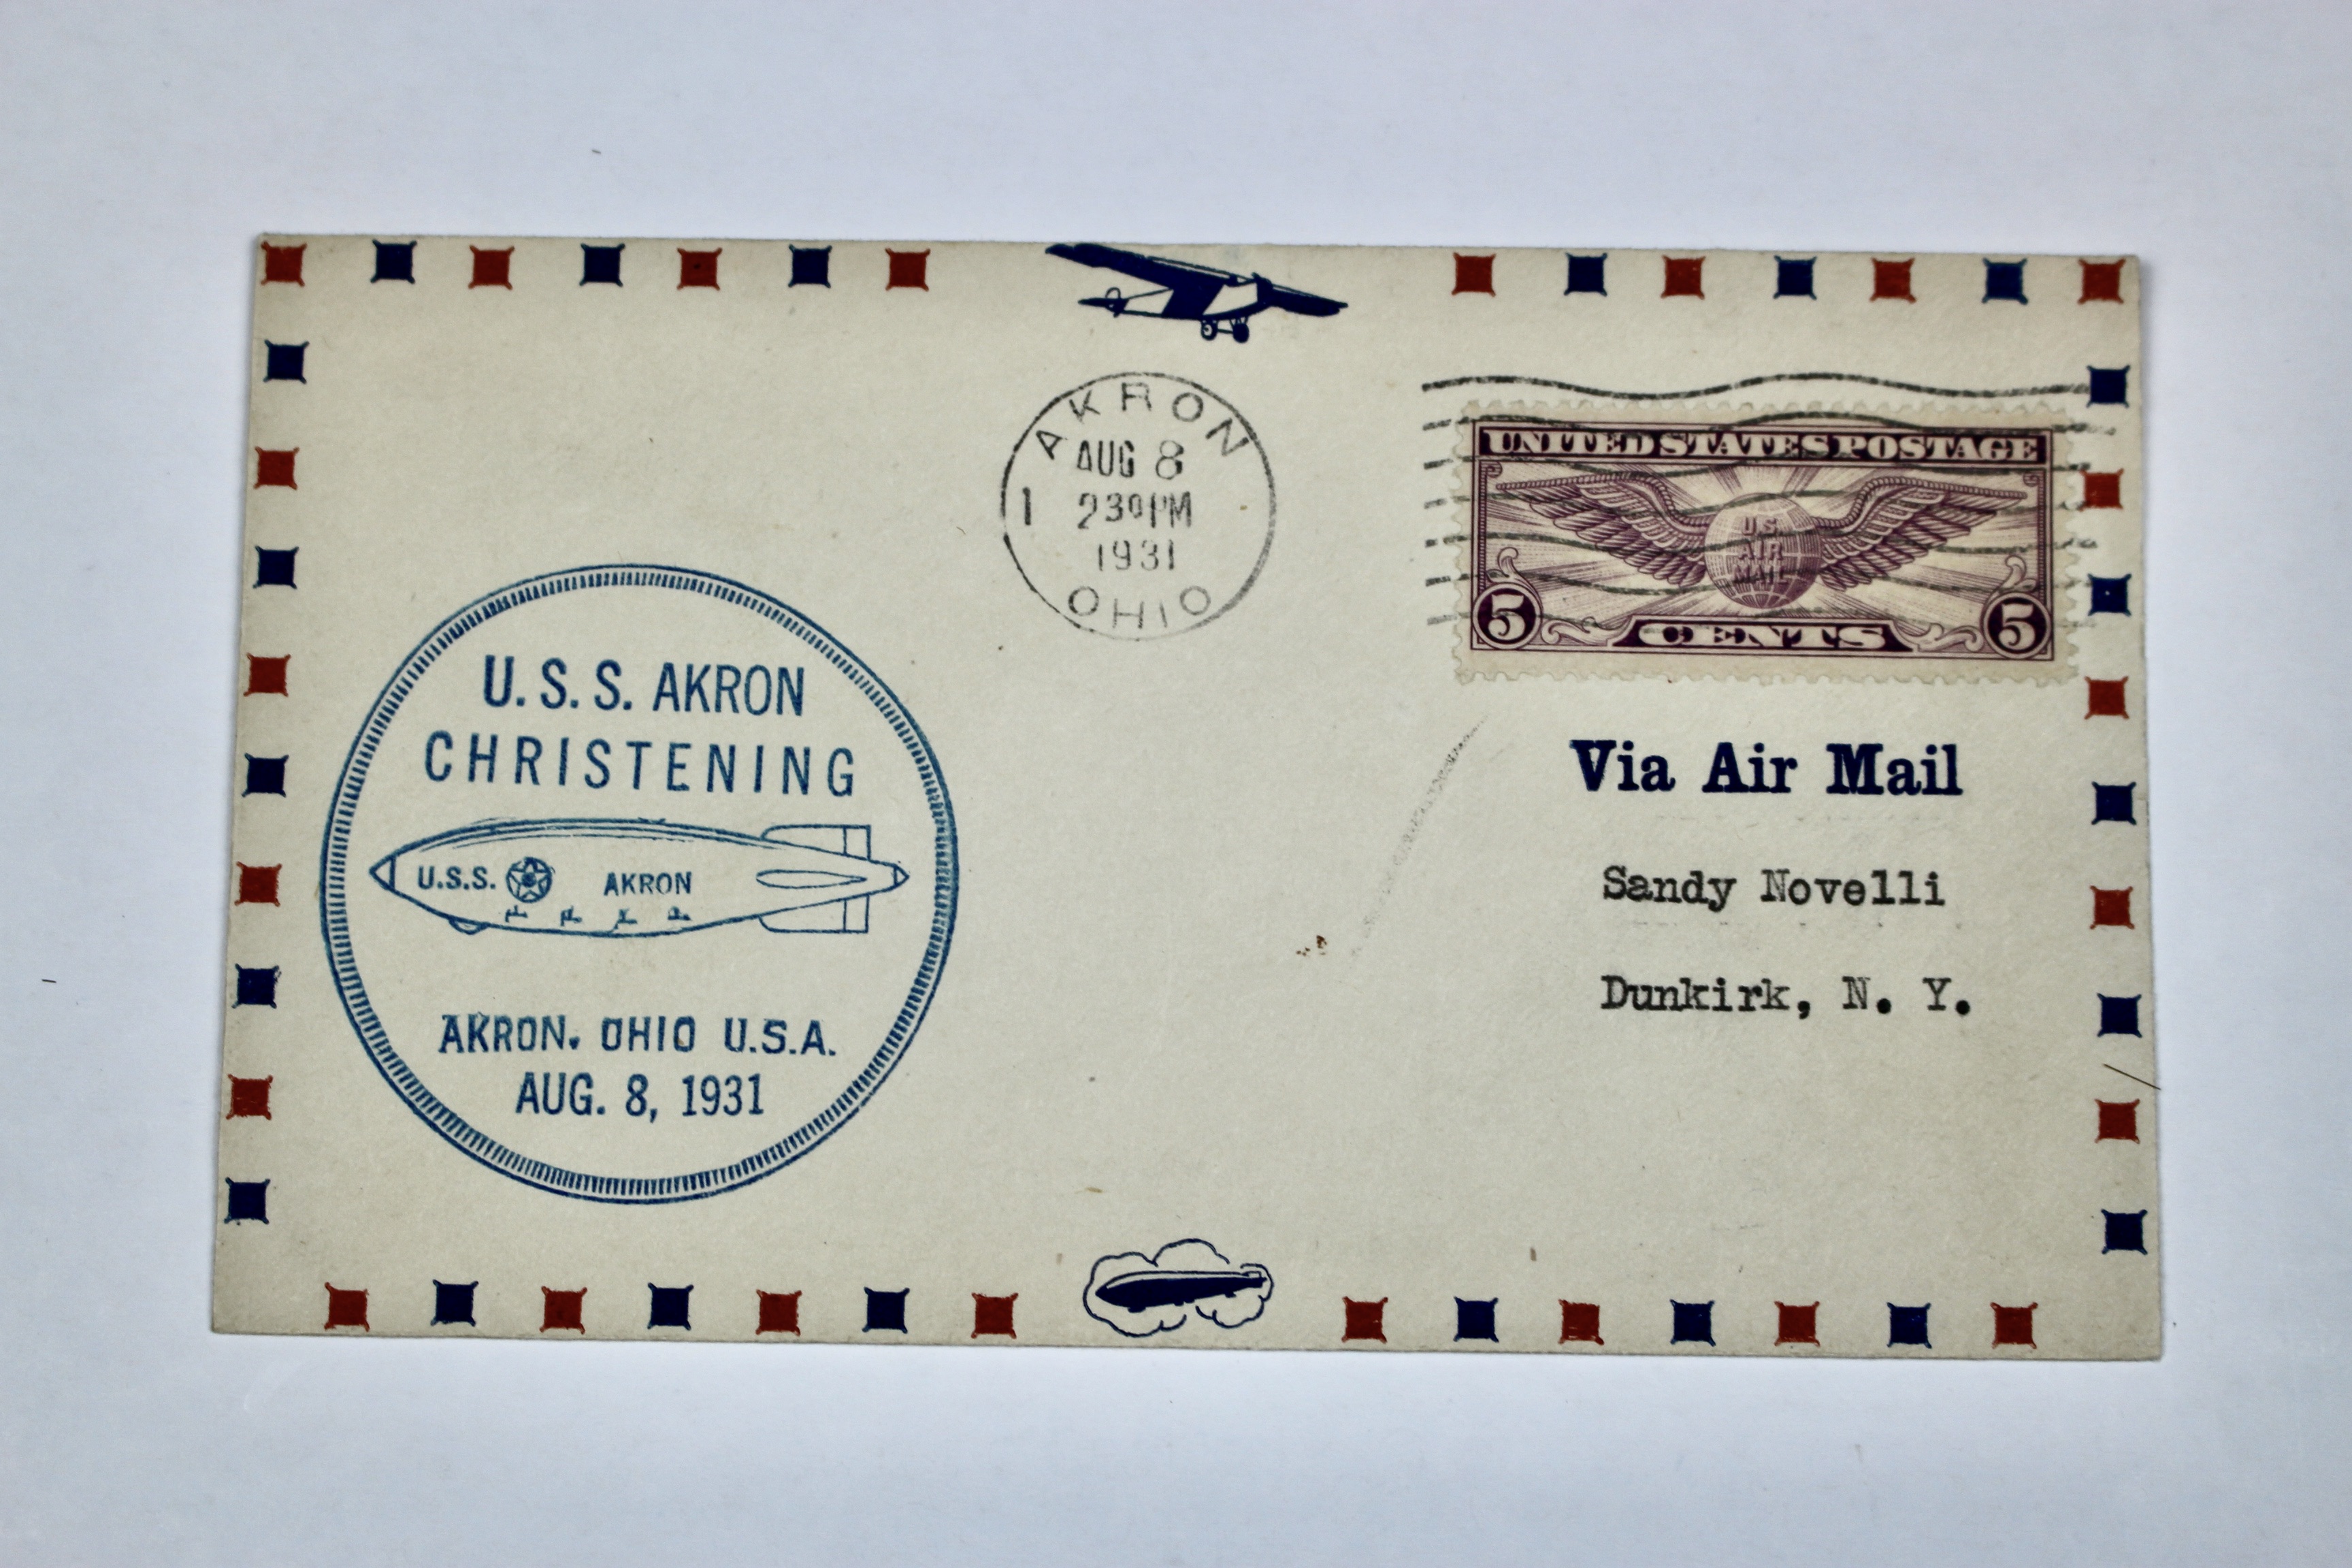 AKRON
AUG 8
1 230PM
1931
OHIO
UNITED STATES POSTAGE
U.S.
AIR
MAIL
5 CENTS 5
U.S.S. AKRON
CHRISTENING
U.S.S. AKRON
AKRON. OHIO U.S.A.
AUG. 8, 1931
Via Air Mail
Sandy Novelli
Dunkirk, N. Y.